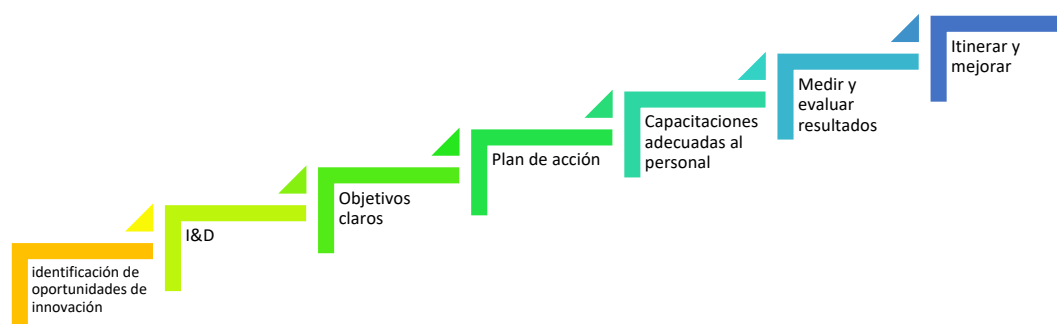 identificación de
oportunidades de
innovación
I&D
Objetivos
claros
Plan de acción
Capacitaciones
adecuadas al
personal
Medir y
evaluar
resultados
Itinerar y
mejorar